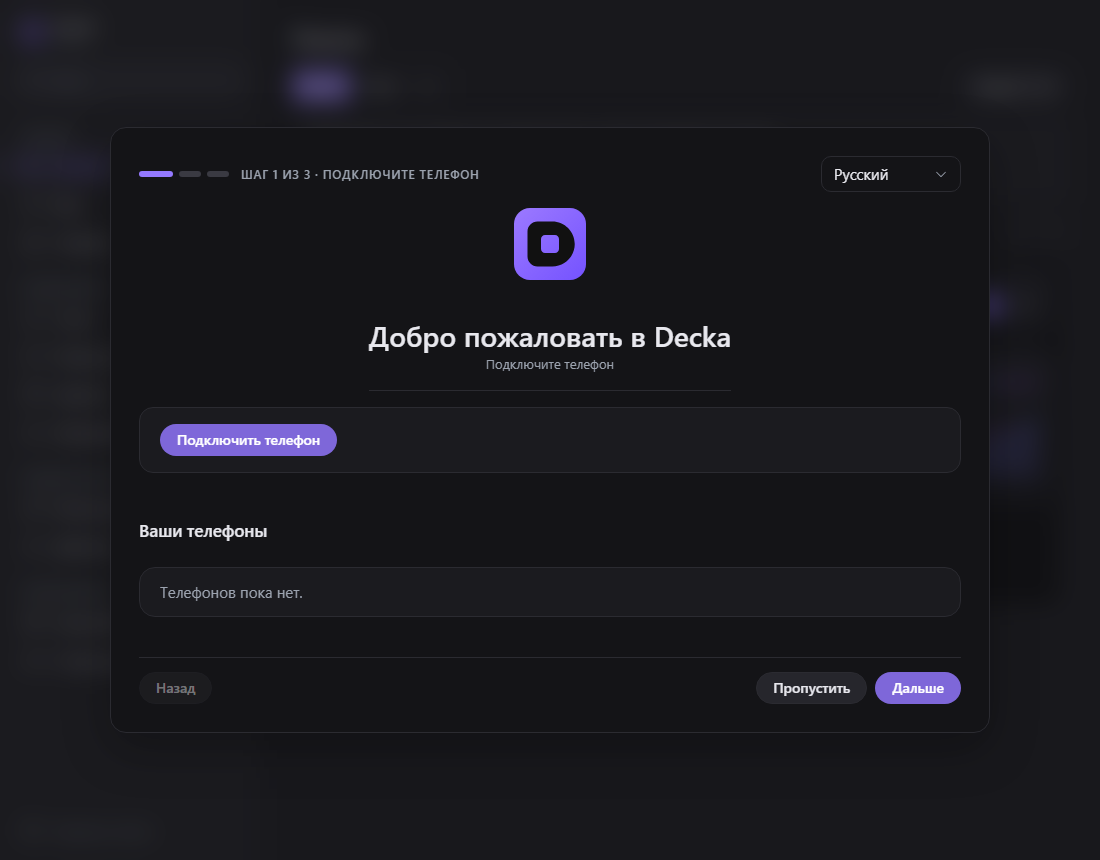 ШАГ 1 ИЗ 3 · ПОДКЛЮЧИТЕ ТЕЛЕФОН
Русский
Добро пожаловать в Decka
Подключите телефон
Подключить телефон
Ваши телефоны
Телефонов пока нет.
Назад
Пропустить
Дальше